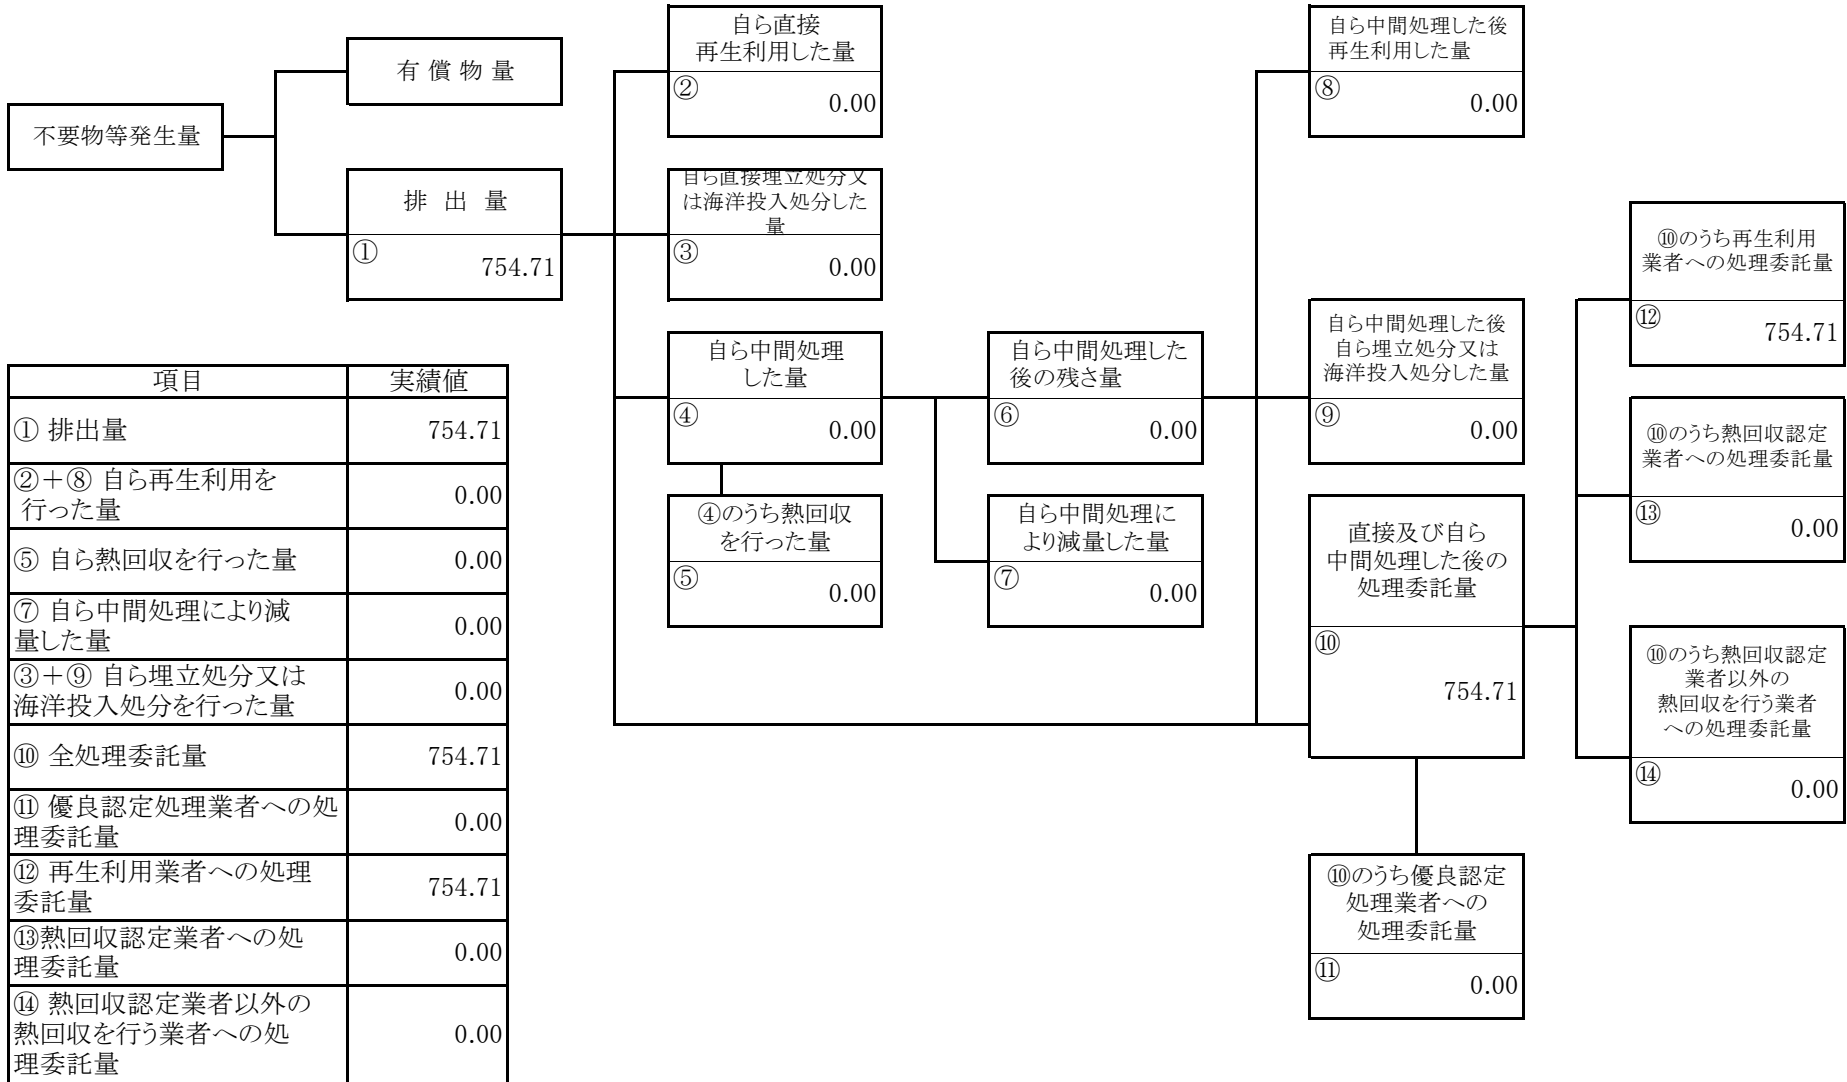 不要物等発生量
有 償 物 量
排 出 量
①
754.71
自ら直接
再生利用した量
②
0.00
自ら直接埋立処分又
は海洋投入処分した
量
③
0.00
自ら中間処理
した量
④
0.00
④のうち熱回収
を行った量
⑤
0.00
自ら中間処理した
後の残さ量
⑥
0.00
自ら中間処理に
より減量した量
⑦
0.00
自ら中間処理した後
再生利用した量
⑧
0.00
自ら中間処理した後
自ら埋立処分又は
海洋投入処分した量
⑨
0.00
直接及び自ら
中間処理した後の
処理委託量
⑩
754.71
⑩のうち優良認定
処理業者への
処理委託量
⑪
0.00
⑩のうち再生利用
業者への処理委託量
⑫
754.71
⑩のうち熱回収認定
業者への処理委託量
⑬
0.00
⑩のうち熱回収認定
業者以外の
熱回収を行う業者
への処理委託量
⑭
0.00
項目 実績値
① 排出量 754.71
②＋⑧ 自ら再生利用を
行った量 0.00
⑤ 自ら熱回収を行った量 0.00
⑦ 自ら中間処理により減
量した量 0.00
③＋⑨ 自ら埋立処分又は
海洋投入処分を行った量 0.00
⑩ 全処理委託量 754.71
⑪ 優良認定処理業者への処
理委託量 0.00
⑫ 再生利用業者への処理
委託量 754.71
⑬熱回収認定業者への処
理委託量 0.00
⑭ 熱回収認定業者以外の
熱回収を行う業者への処
理委託量 0.00